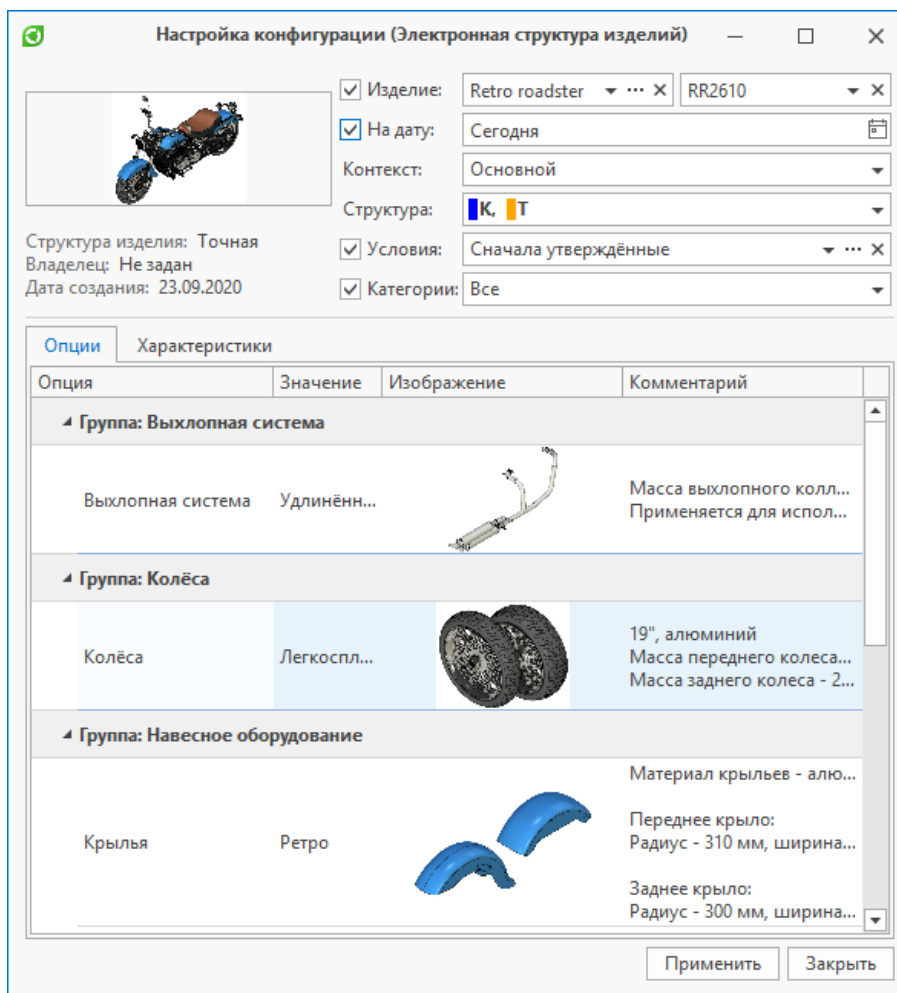 Настройка конфигурации (Электронная структура изделий)
Изделие: Retro roadster RR2610
На дату: Сегодня
Контекст: Основной
Структура: К, Т
Условия: Сначала утверждённые
Категории: Все
Структура изделия: Точная
Владелец: Не задан
Дата создания: 23.09.2020
Опции Характеристики
Опция Значение Изображение Комментарий
Группа: Выхлопная система
Выхлопная система Удлинённ...
Масса выхлопного колл...
Применяется для испол...
Группа: Колёса
Колёса Легкоспл...
19", алюминий
Масса переднего колеса...
Масса заднего колеса - 2...
Группа: Навесное оборудование
Крылья Ретро
Материал крыльев - алю...
Переднее крыло:
Радиус - 310 мм, ширина...
Заднее крыло:
Радиус - 300 мм, ширина...
Применить Закрыть